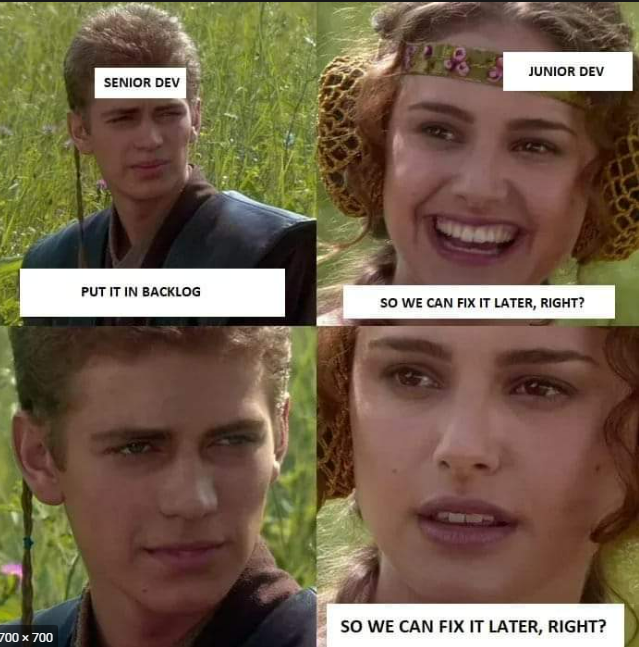 SENIOR DEV
JUNIOR DEV
PUT IT IN BACKLOG
SO WE CAN FIX IT LATER, RIGHT?
SO WE CAN FIX IT LATER, RIGHT?
700 × 700